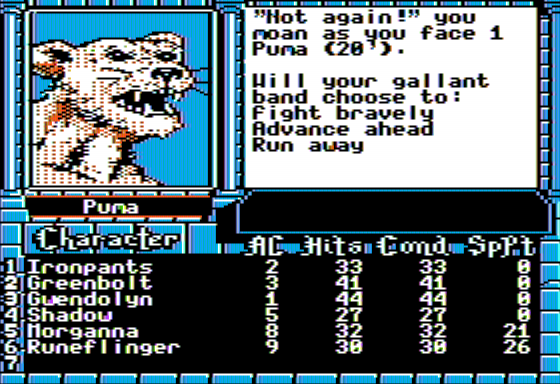 "Not again!" you
moan as you face 1
Puma (20').
Will your gallant
band choose to:
Fight bravely
Advance ahead
Run away
Puma
Character AC Hits Cond SpPt
1 Ironpants 2 33 33 0
2 Greenbolt 3 41 41 0
3 Gwendolyn 1 44 44 0
4 Shadow 5 27 27 0
5 Morganna 8 32 32 21
6 Runeflinger 9 30 30 26
7